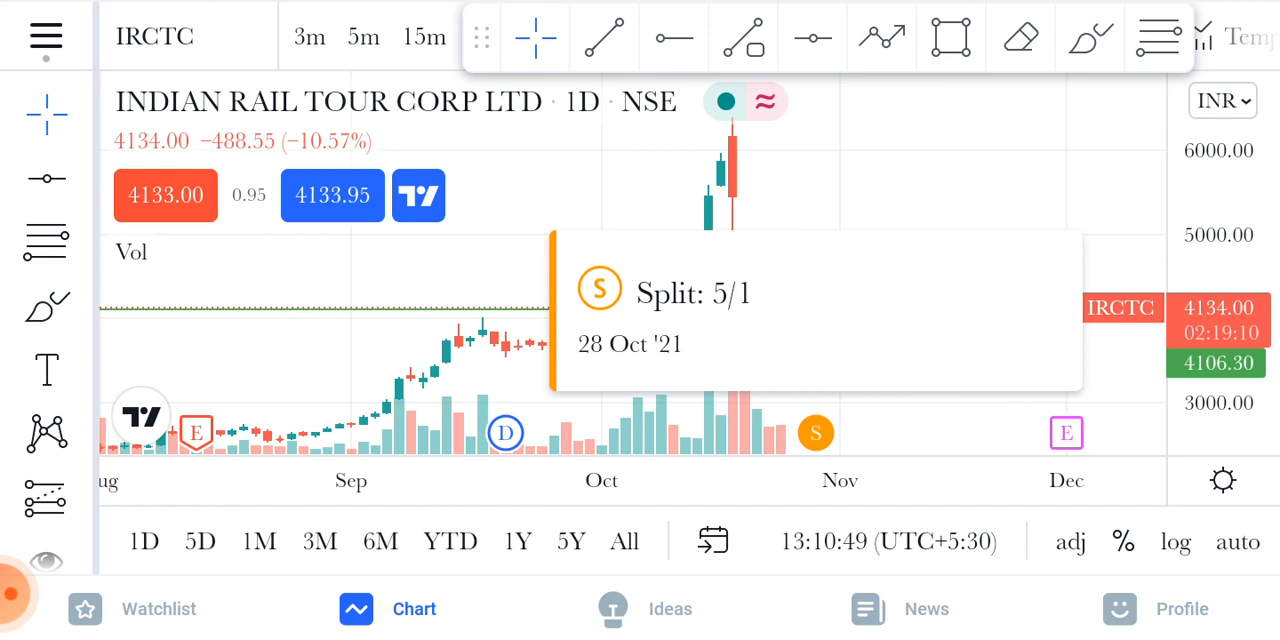 IRCTC 3m 5m 15m Temp
INDIAN RAIL TOUR CORP LTD · 1D · NSE
INR
4134.00 −488.55 (−10.57%)
6000.00
4133.00 0.95 4133.95
5000.00
Vol
S Split: 5/1
28 Oct '21
IRCTC 4134.00
02:19:10
4106.30
3000.00
E D S E
ug Sep Oct Nov Dec
1D 5D 1M 3M 6M YTD 1Y 5Y All 13:10:49 (UTC+5:30) adj % log auto
Watchlist Chart Ideas News Profile